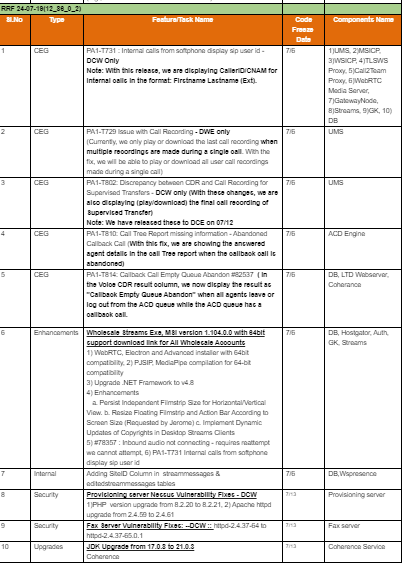 RRF 24-07-19(12_36_0_2)
Sl.No Type Feature/Task Name Code Freeze Date Components Name
1 CEG PA1-T731 : Internal calls from softphone display sip user id - 7/6 1)UMS, 2)MSICP,
DCW Only 3)WSICP, 4)TLSWS
Note: With this release, we are displaying CallerID/CNAM for Proxy, 5)Call2Team
internal calls in the format: Firstname Lastname (Ext). Proxy, 6)WebRTC
Media Server,
7)GatewayNode,
8)Streams, 9)GK, 10)
DB
2 CEG PA1-T729 Issue with Call Recording - DWE only 7/6 UMS
(Currently, we only play or download the last call recording when
multiple recordings are made during a single call. With the
fix, we will be able to play or download all user call recordings
made during a single call)
3 CEG PA1-T802: Discrepancy between CDR and Call Recording for 7/6 UMS
Supervised Transfers - DCW only (With these changes, we are
also displaying (play/download) the final call recording of
Supervised Transfer)
Note: We have released these to DCE on 07/12
4 CEG PA1-T810: Call Tree Report missing information - Abandoned 7/6 ACD Engine
Callback Call (With this fix, we are showing the answered
agent details in the call Tree report when the callback call is
abandoned)
5 CEG PA1-T814: Callback Call Empty Queue Abandon #82537 ( In 7/6 DB, LTD Webserver,
the Voice CDR result column, we now display the result as Coherance
"Callback Empty Queue Abandon" when all agents leave or
log out from the ACD queue while the ACD queue has a
callback call.
6 Enhancements Wholesale Streams Exe, MSI version 1.104.0.0 with 64bit 7/6 DB, Hostgator, Auth,
support download link for All Wholesale Accounts GK, Streams
1) WebRTC, Electron and Advanced installer with 64bit
compatibility, 2) PJSIP, MediaPipe compilation for 64-bit
compatibility
3) Upgrade .NET Framework to v4.8
4) Enhancements
a. Persist Independent Filmstrip Size for Horizontal/Vertical
View. b. Resize Floating Filmstrip and Action Bar According to
Screen Size (Requested by Jerome) c. Implement Dynamic
Updates of Copyrights in Desktop Streams Clients
5) #78357 : Inbound audio not connecting - requires reattempt
we cannot attempt, 6) PA1-T731 Internal calls from softphone
display sip user id
7 Internal Adding SiteID Column in streammessages & 7/6 DB,Wspresence
editedstreammessages tables
8 Security Provisioning server Nessus Vulnerability Fixes - DCW 7/13 Provisioning server
1)PHP version upgrade from 8.2.20 to 8.2.21, 2) Apache httpd
upgrade from 2.4.59 to 2.4.61
9 Security Fax Server Vulnerability Fixes: --DCW :: httpd-2.4.37-64 to 7/13 Fax server
httpd-2.4.37-65.0.1
10 Upgrades JDK Upgrade from 17.0.8 to 21.0.3 7/13 Coherence Service
Coherence